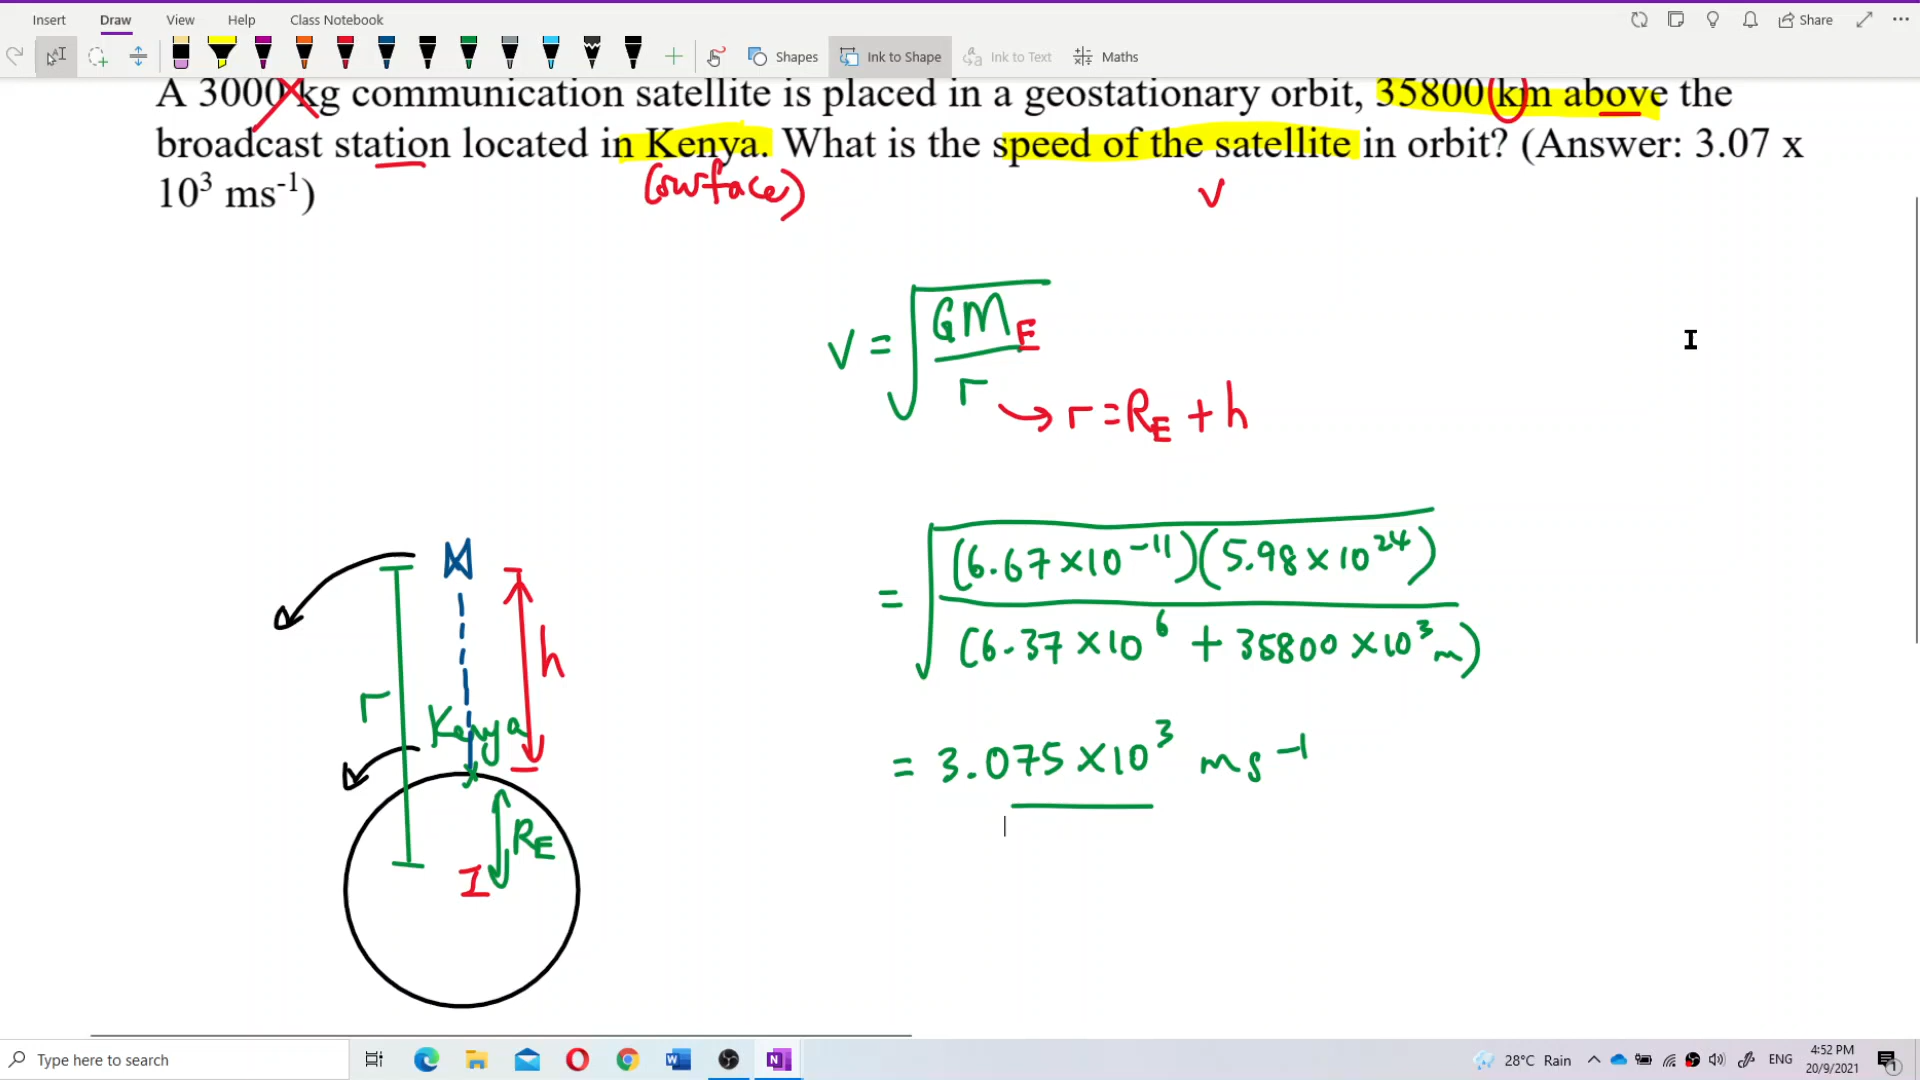 Insert Draw View Help Class Notebook Share
Shapes Ink to Shape Ink to Text Maths
A 3000 kg communication satellite is placed in a geostationary orbit, 35800 km above the
broadcast station located in Kenya. What is the speed of the satellite in orbit? (Answer: 3.07 x
10³ ms⁻¹)
(surface)
v
v = √(GM_E / r)
→ r = R_E + h
= √((6.67×10⁻¹¹)(5.98×10²⁴) / (6.37×10⁶ + 35800×10³m))
= 3.075×10³ ms⁻¹
h
r
Kenya
R_E
Type here to search
28°C Rain
ENG
4:52 PM
20/9/2021
1